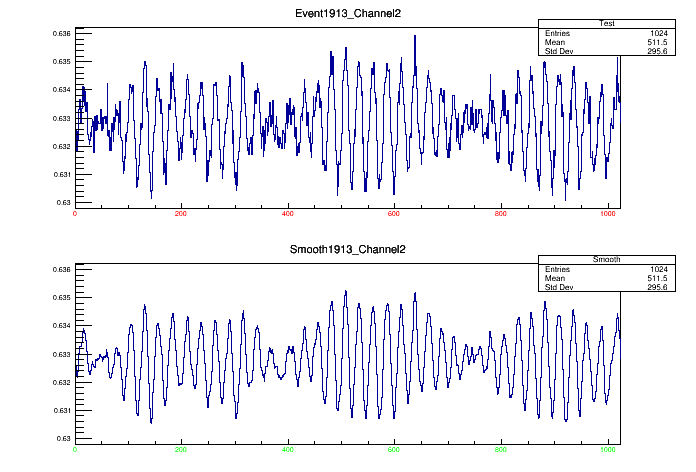 Event1913_Channel2
Test
Entries 1024
Mean 511.5
Std Dev 295.6
0.636
0.635
0.634
0.633
0.632
0.631
0.63
0 200 400 600 800 1000
Smooth1913_Channel2
Smooth
Entries 1024
Mean 511.5
Std Dev 295.6
0.636
0.635
0.634
0.633
0.632
0.631
0.63
0 200 400 600 800 1000